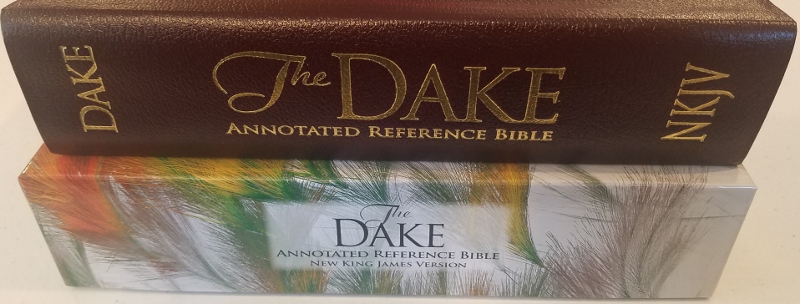 DAKE
The DAKE
ANNOTATED REFERENCE BIBLE
NKJV
The
DAKE
ANNOTATED REFERENCE BIBLE
NEW KING JAMES VERSION